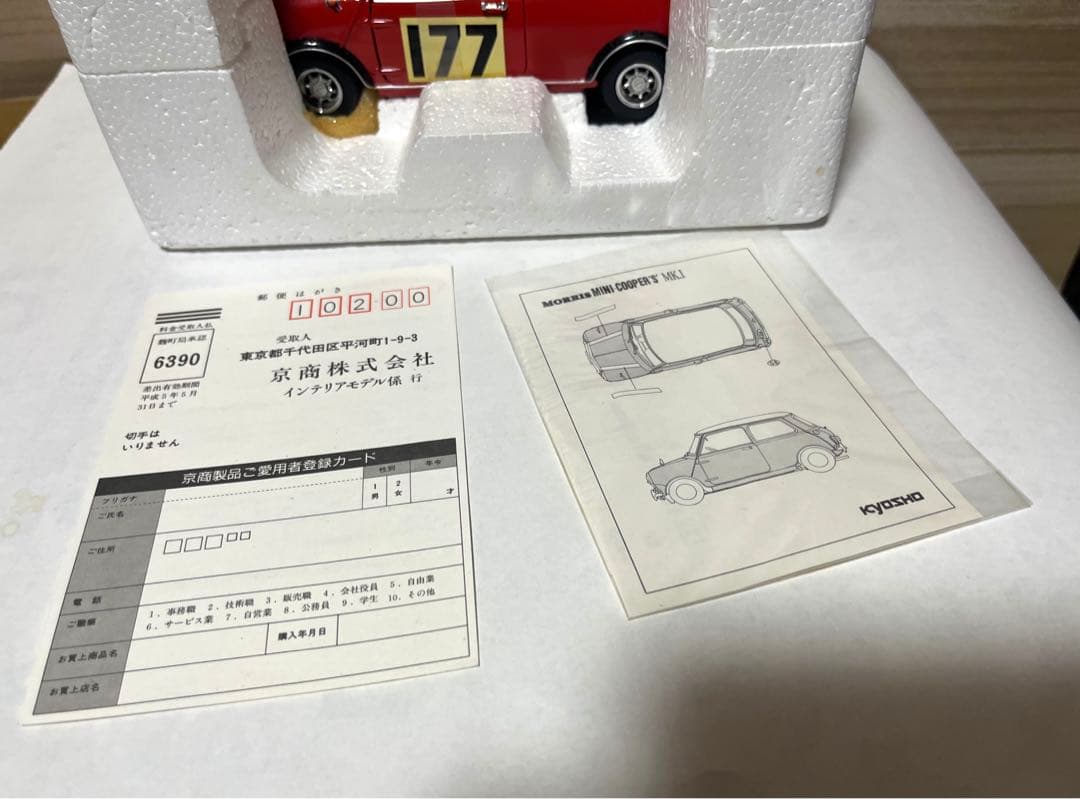 177
郵便はがき
10200
料金受取人払
麹町局承認
6390
差出有効期間
平成5年5月
31日まで
受取人
東京都千代田区平河町1-9-3
京商株式会社
インテリアモデル係 行
切手は
いりません
京商製品ご愛用者登録カード
フリガナ
ご氏名
性別
年令
1 男
2 女
才
ご住所
電話
ご職業
1．事務職 2．技術職 3．販売職 4．会社役員 5．自由業
6．サービス業 7．自営業 8．公務員 9．学生 10．その他
お買上商品名
購入年月日
お買上店名
MORRIS MINI COOPER'S' MK.I
KYOSHO